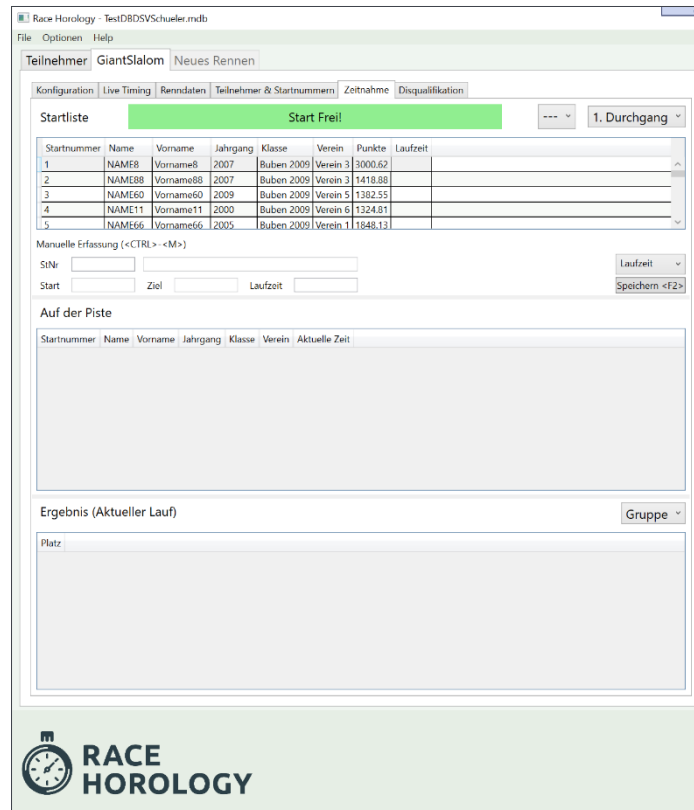 Race Horology - TestDBDSVSchueler.mdb
File Optionen Help
Teilnehmer GiantSlalom Neues Rennen
Konfiguration Live Timing Renndaten Teilnehmer & Startnummern Zeitnahme Disqualifikation
Startliste Start Frei! --- 1. Durchgang
Startnummer Name Vorname Jahrgang Klasse Verein Punkte Laufzeit
1 NAME8 Vorname8 2007 Buben 2009 Verein 3 3000.62
2 NAME88 Vorname88 2007 Buben 2009 Verein 3 1418.88
3 NAME60 Vorname60 2009 Buben 2009 Verein 5 1382.55
4 NAME11 Vorname11 2000 Buben 2009 Verein 6 1324.81
5 NAME66 Vorname66 2005 Buben 2009 Verein 1 1848.13
Manuelle Erfassung (<CTRL>-<M>)
StNr Laufzeit
Start Ziel Laufzeit Speichern <F2>
Auf der Piste
Startnummer Name Vorname Jahrgang Klasse Verein Aktuelle Zeit
Ergebnis (Aktueller Lauf) Gruppe
Platz
RACE
HOROLOGY